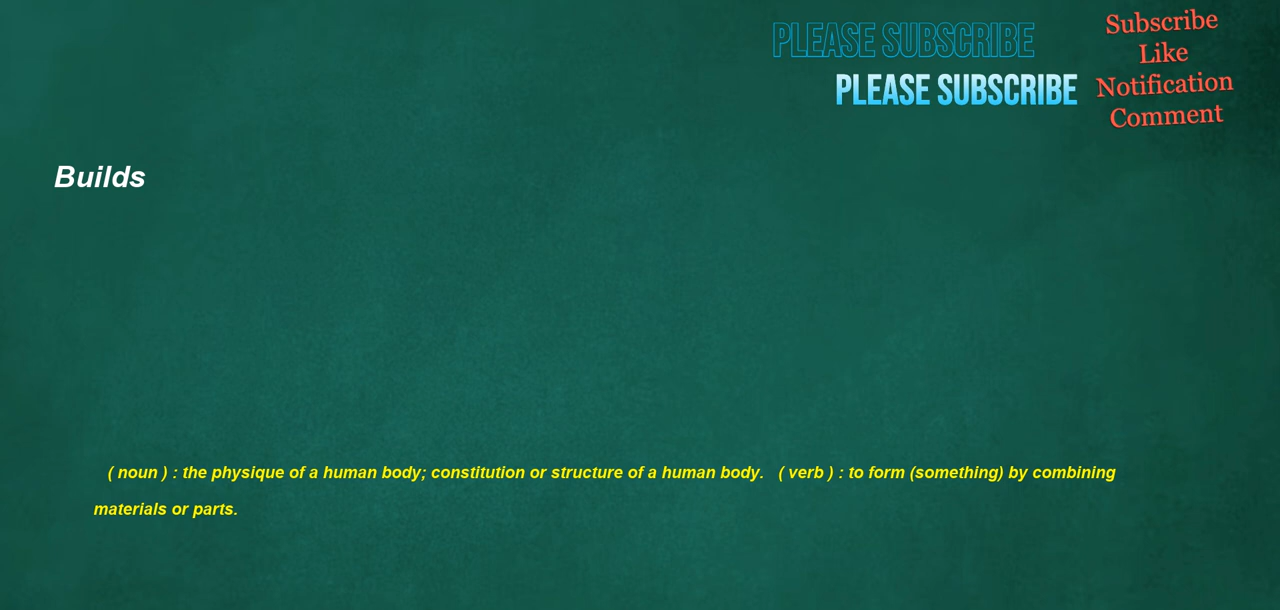 PLEASE SUBSCRIBE
PLEASE SUBSCRIBE
Subscribe
Like
Notification
Comment
Builds
( noun ) : the physique of a human body; constitution or structure of a human body. ( verb ) : to form (something) by combining
materials or parts.